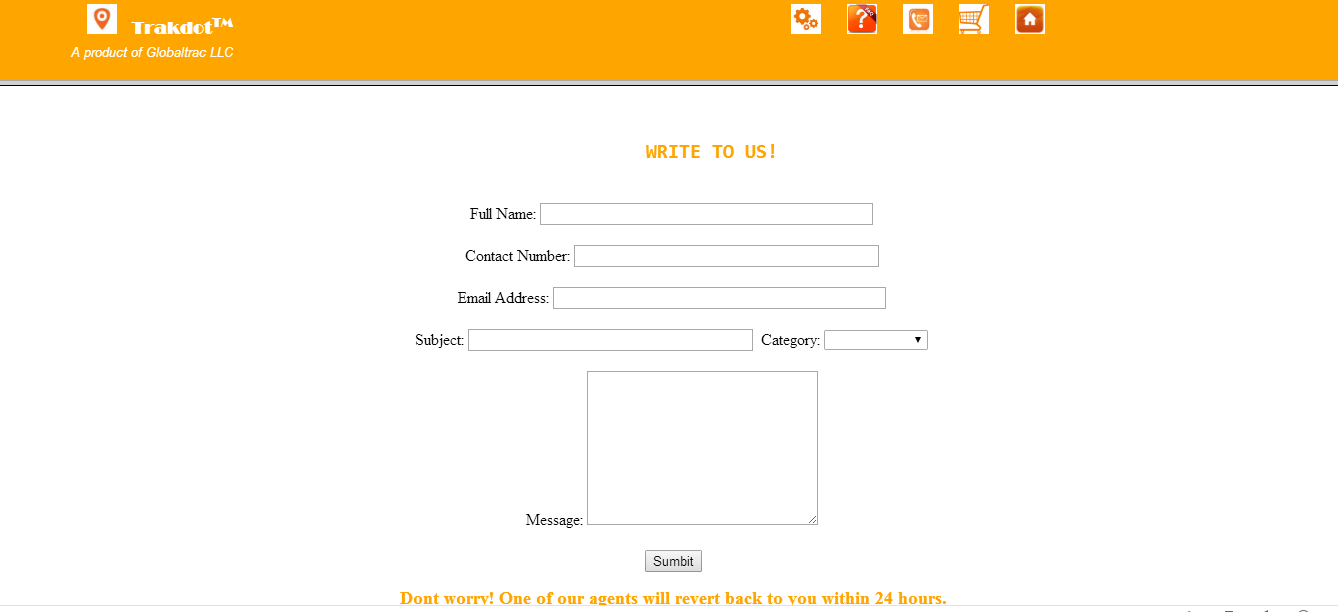 Trakdot™
A product of Globaltrac LLC
WRITE TO US!
Full Name:
Contact Number:
Email Address:
Subject: Category:
Message:
Sumbit
Dont worry! One of our agents will revert back to you within 24 hours.